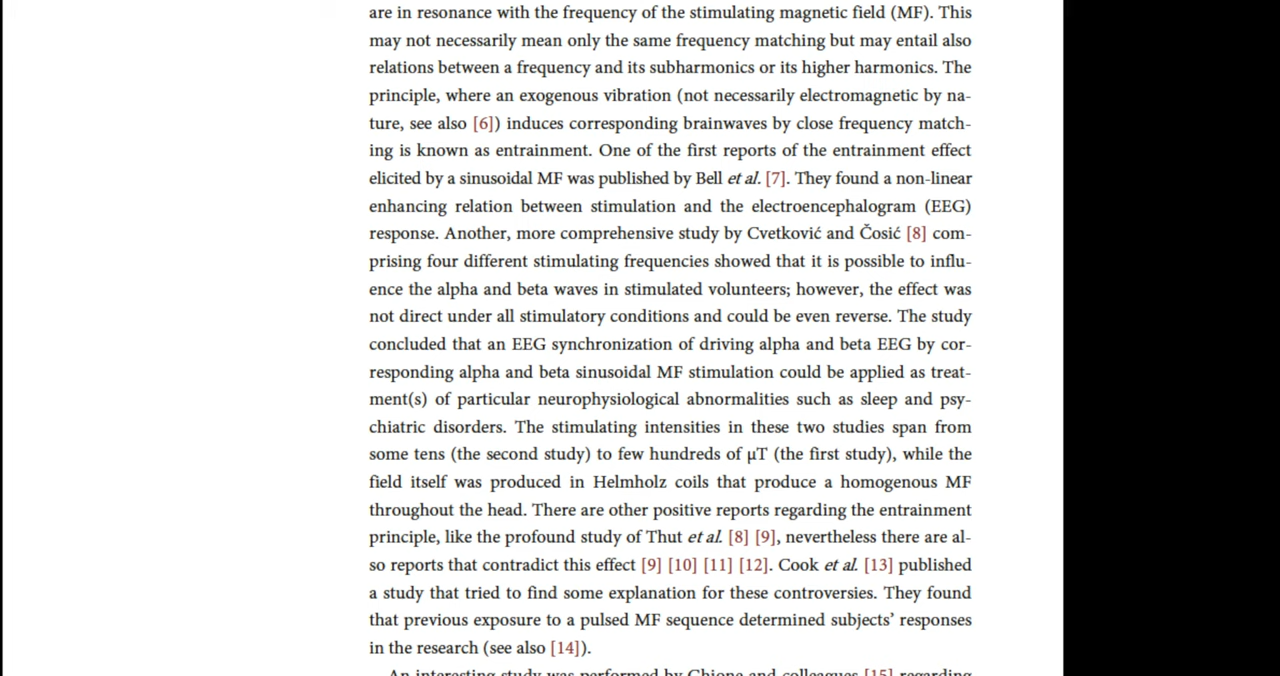 are in resonance with the frequency of the stimulating magnetic field (MF). This
may not necessarily mean only the same frequency matching but may entail also
relations between a frequency and its subharmonics or its higher harmonics. The
principle, where an exogenous vibration (not necessarily electromagnetic by na-
ture, see also [6]) induces corresponding brainwaves by close frequency match-
ing is known as entrainment. One of the first reports of the entrainment effect
elicited by a sinusoidal MF was published by Bell et al. [7]. They found a non-linear
enhancing relation between stimulation and the electroencephalogram (EEG)
response. Another, more comprehensive study by Cvetković and Čosić [8] com-
prising four different stimulating frequencies showed that it is possible to influ-
ence the alpha and beta waves in stimulated volunteers; however, the effect was
not direct under all stimulatory conditions and could be even reverse. The study
concluded that an EEG synchronization of driving alpha and beta EEG by cor-
responding alpha and beta sinusoidal MF stimulation could be applied as treat-
ment(s) of particular neurophysiological abnormalities such as sleep and psy-
chiatric disorders. The stimulating intensities in these two studies span from
some tens (the second study) to few hundreds of μT (the first study), while the
field itself was produced in Helmholz coils that produce a homogenous MF
throughout the head. There are other positive reports regarding the entrainment
principle, like the profound study of Thut et al. [8] [9], nevertheless there are al-
so reports that contradict this effect [9] [10] [11] [12]. Cook et al. [13] published
a study that tried to find some explanation for these controversies. They found
that previous exposure to a pulsed MF sequence determined subjects' responses
in the research (see also [14]).
An interesting study was performed by Ghione and colleagues [15] regarding